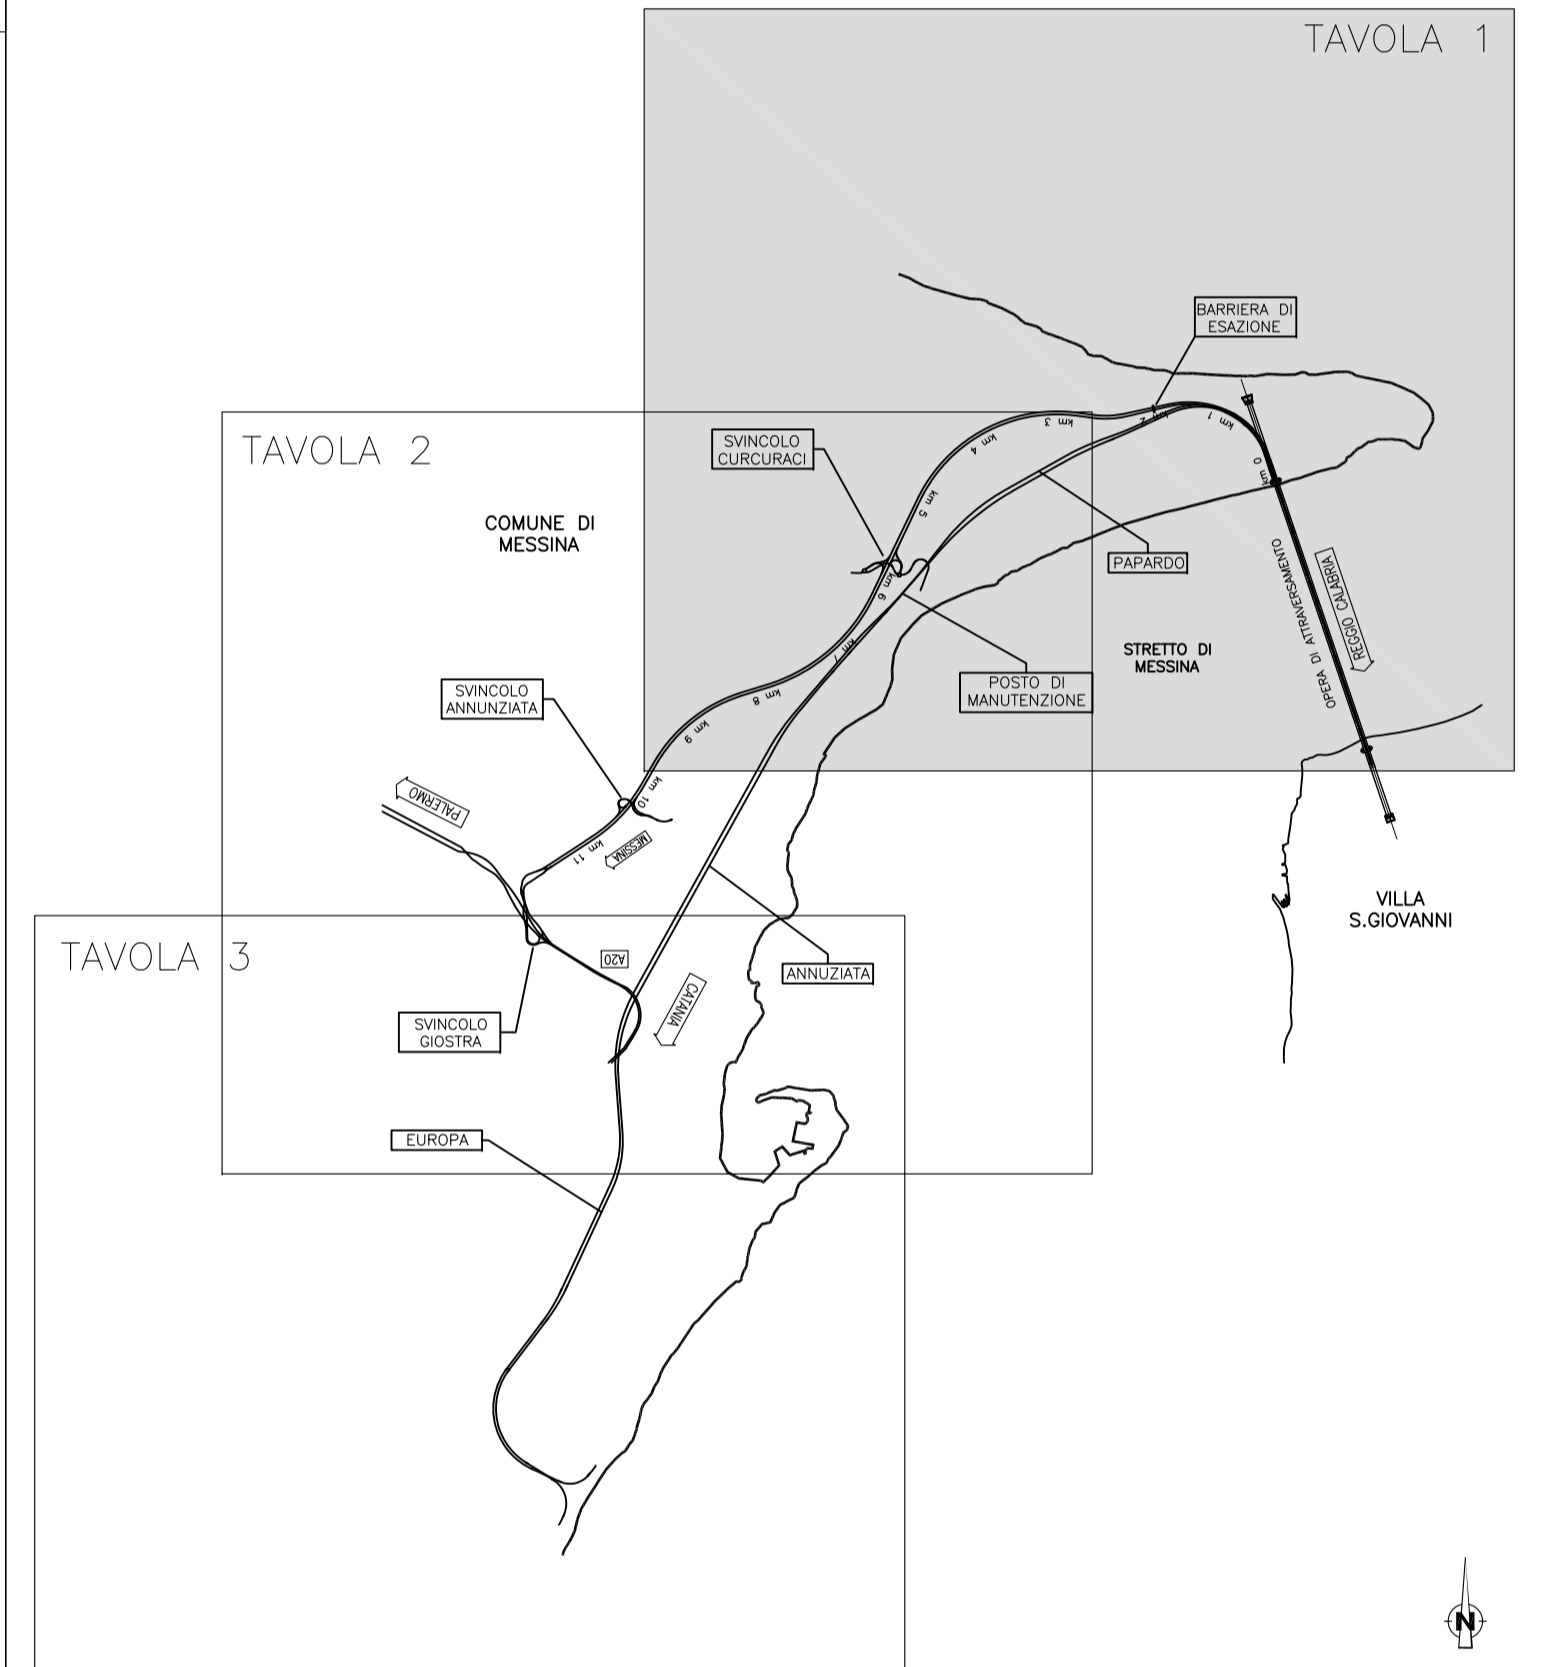 TAVOLA 1
BARRIERA DI
ESAZIONE
TAVOLA 2
SVINCOLO
CURCURACI
km 0
km 1
km 2
km 3
km 4
km 5
km 6
km 7
km 8
km 9
km 10
km 11
COMUNE DI
MESSINA
PAPARDO
OPERA DI ATTRAVERSAMENTO
REGGIO CALABRIA
STRETTO DI
MESSINA
POSTO DI
MANUTENZIONE
SVINCOLO
ANNUNZIATA
PALERMO
MESSINA
VILLA
S.GIOVANNI
TAVOLA 3
A20
CATANIA
ANNUZIATA
SVINCOLO
GIOSTRA
EUROPA
N